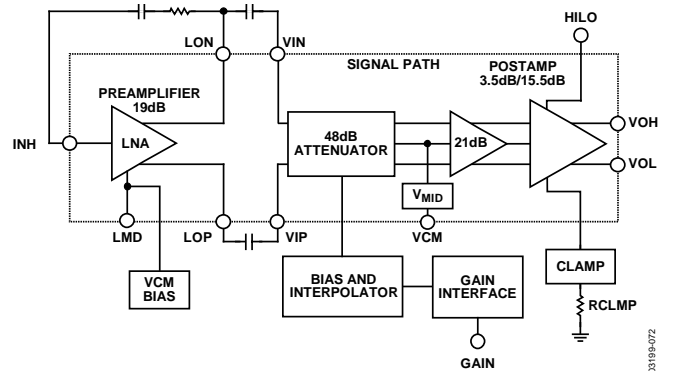 HILO
LON
VIN
SIGNAL PATH
POSTAMP
3.5dB/15.5dB
PREAMPLIFIER
19dB
INH
LNA
48dB
ATTENUATOR
21dB
VOH
VOL
VMID
LMD
LOP
VIP
VCM
VCM
BIAS
BIAS AND
INTERPOLATOR
GAIN
INTERFACE
CLAMP
RCLMP
GAIN
03199-072